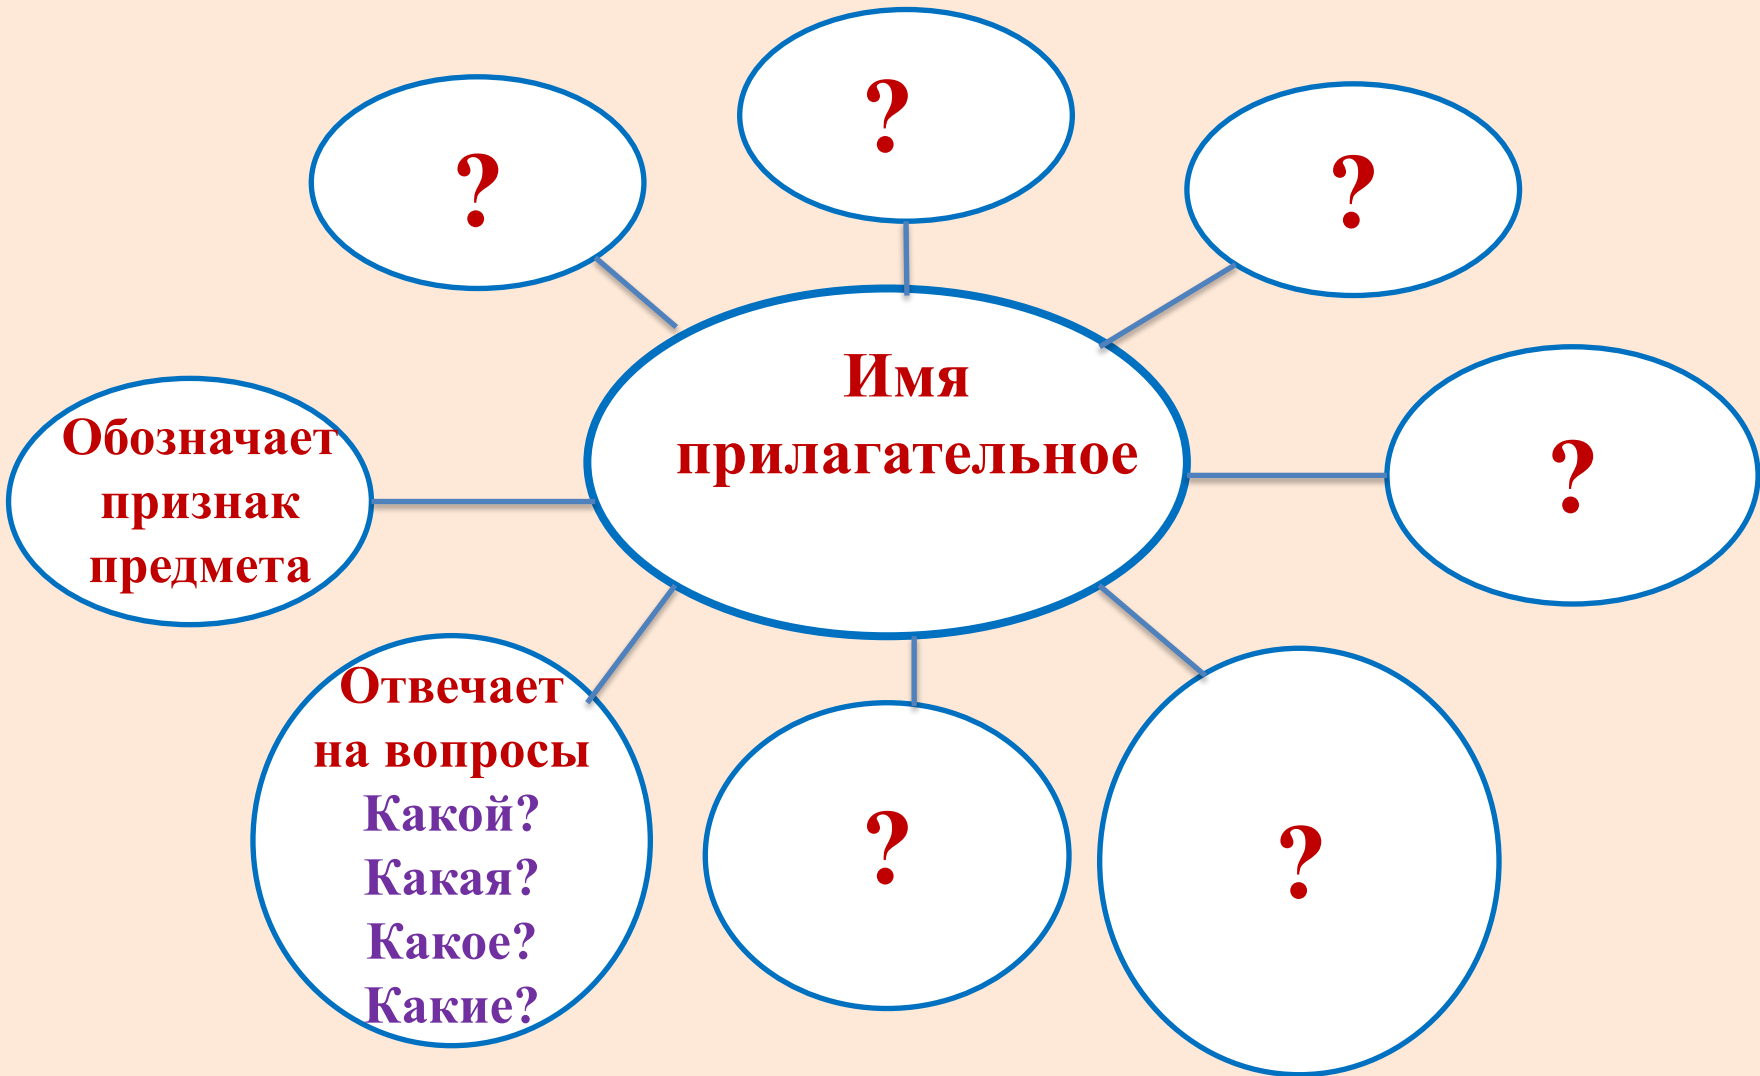 ?
?
?
Имя
прилагательное
Обозначает
признак
предмета
?
Отвечает
на вопросы
Какой?
Какая?
Какое?
Какие?
?
?